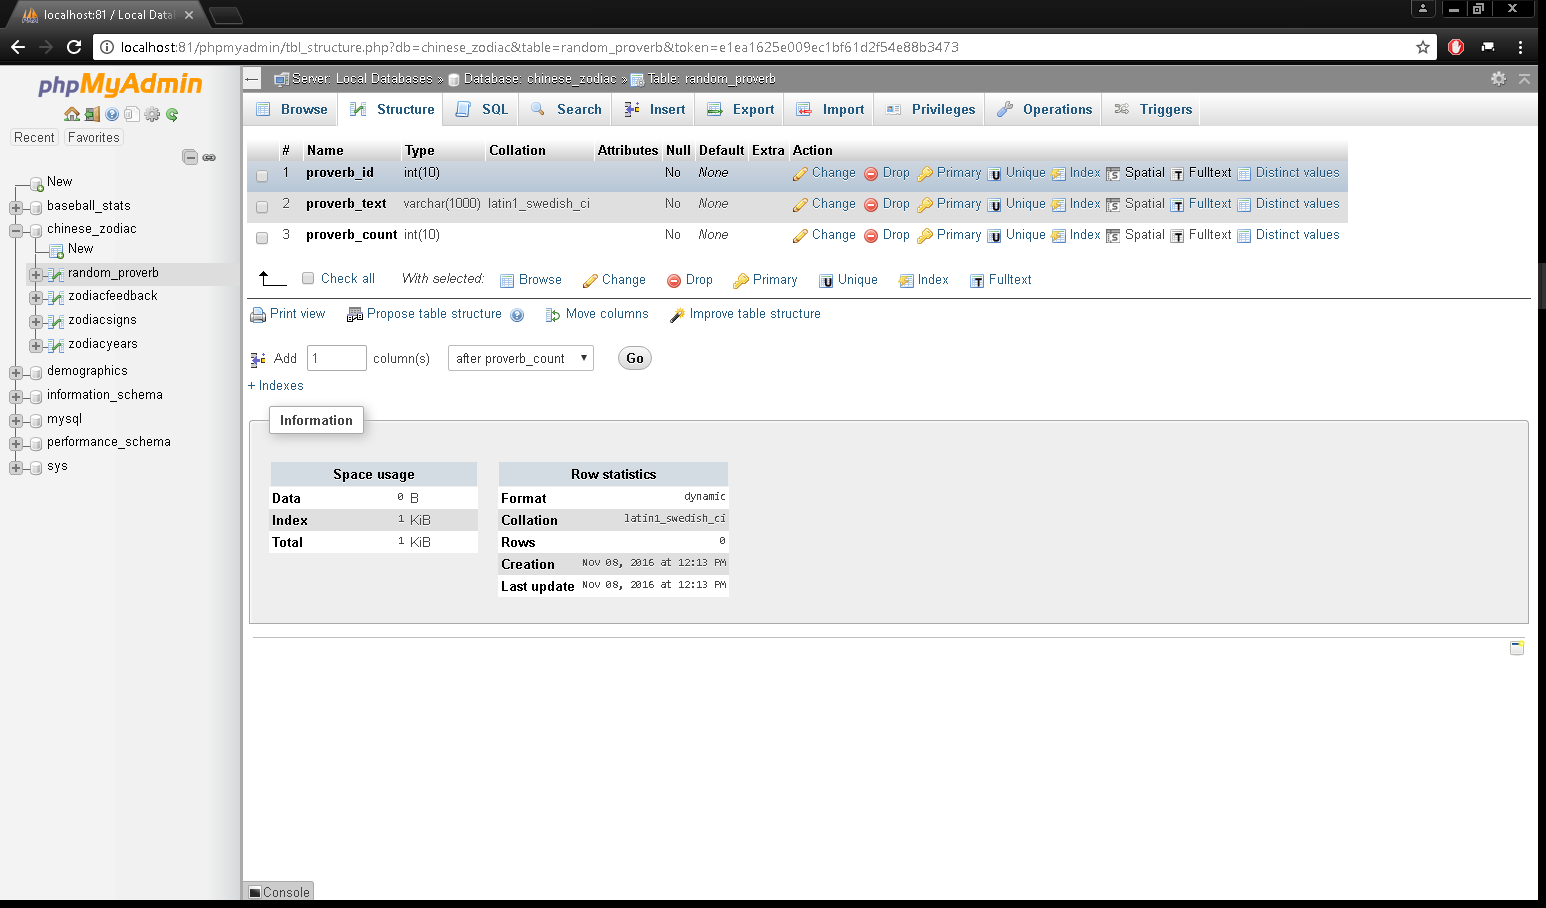 localhost:81 / Local Data
localhost:81/phpmyadmin/tbl_structure.php?db=chinese_zodiac&table=random_proverb&token=e1ea1625e009ec1bf61d2f54e88b3473
phpMyAdmin
Recent Favorites
New
baseball_stats
chinese_zodiac
New
random_proverb
zodiacfeedback
zodiacsigns
zodiacyears
demographics
information_schema
mysql
performance_schema
sys
Server: Local Databases » Database: chinese_zodiac » Table: random_proverb
Browse Structure SQL Search Insert Export Import Privileges Operations Triggers
# Name Type Collation Attributes Null Default Extra Action
1 proverb_id int(10) No None Change Drop Primary Unique Index Spatial Fulltext Distinct values
2 proverb_text varchar(1000) latin1_swedish_ci No None Change Drop Primary Unique Index Spatial Fulltext Distinct values
3 proverb_count int(10) No None Change Drop Primary Unique Index Spatial Fulltext Distinct values
Check all With selected: Browse Change Drop Primary Unique Index Fulltext
Print view Propose table structure Move columns Improve table structure
Add 1 column(s) after proverb_count Go
+ Indexes
Information
Space usage
Data 0 B
Index 1 KiB
Total 1 KiB
Row statistics
Format dynamic
Collation latin1_swedish_ci
Rows 0
Creation Nov 08, 2016 at 12:13 PM
Last update Nov 08, 2016 at 12:13 PM
Console